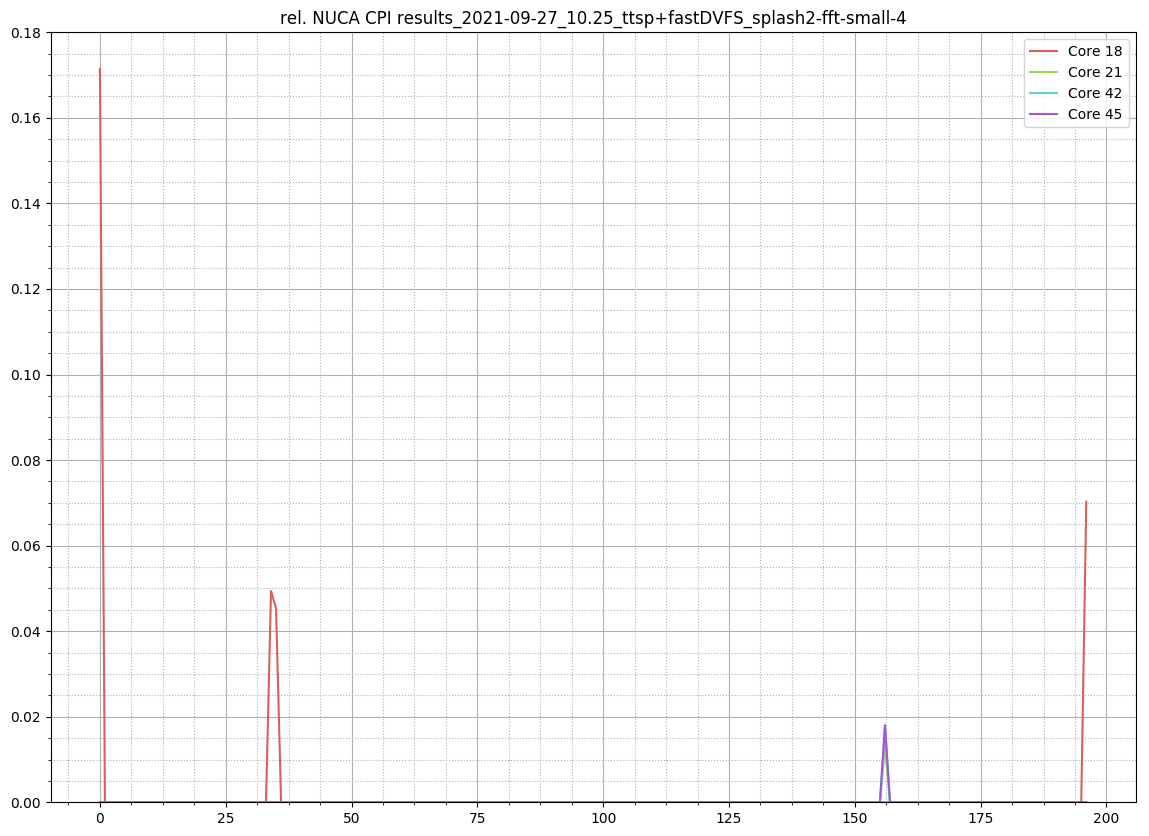 rel. NUCA CPI results_2021-09-27_10.25_ttsp+fastDVFS_splash2-fft-small-4
Core 18
Core 21
Core 42
Core 45
0.18
0.16
0.14
0.12
0.10
0.08
0.06
0.04
0.02
0.00
0 25 50 75 100 125 150 175 200